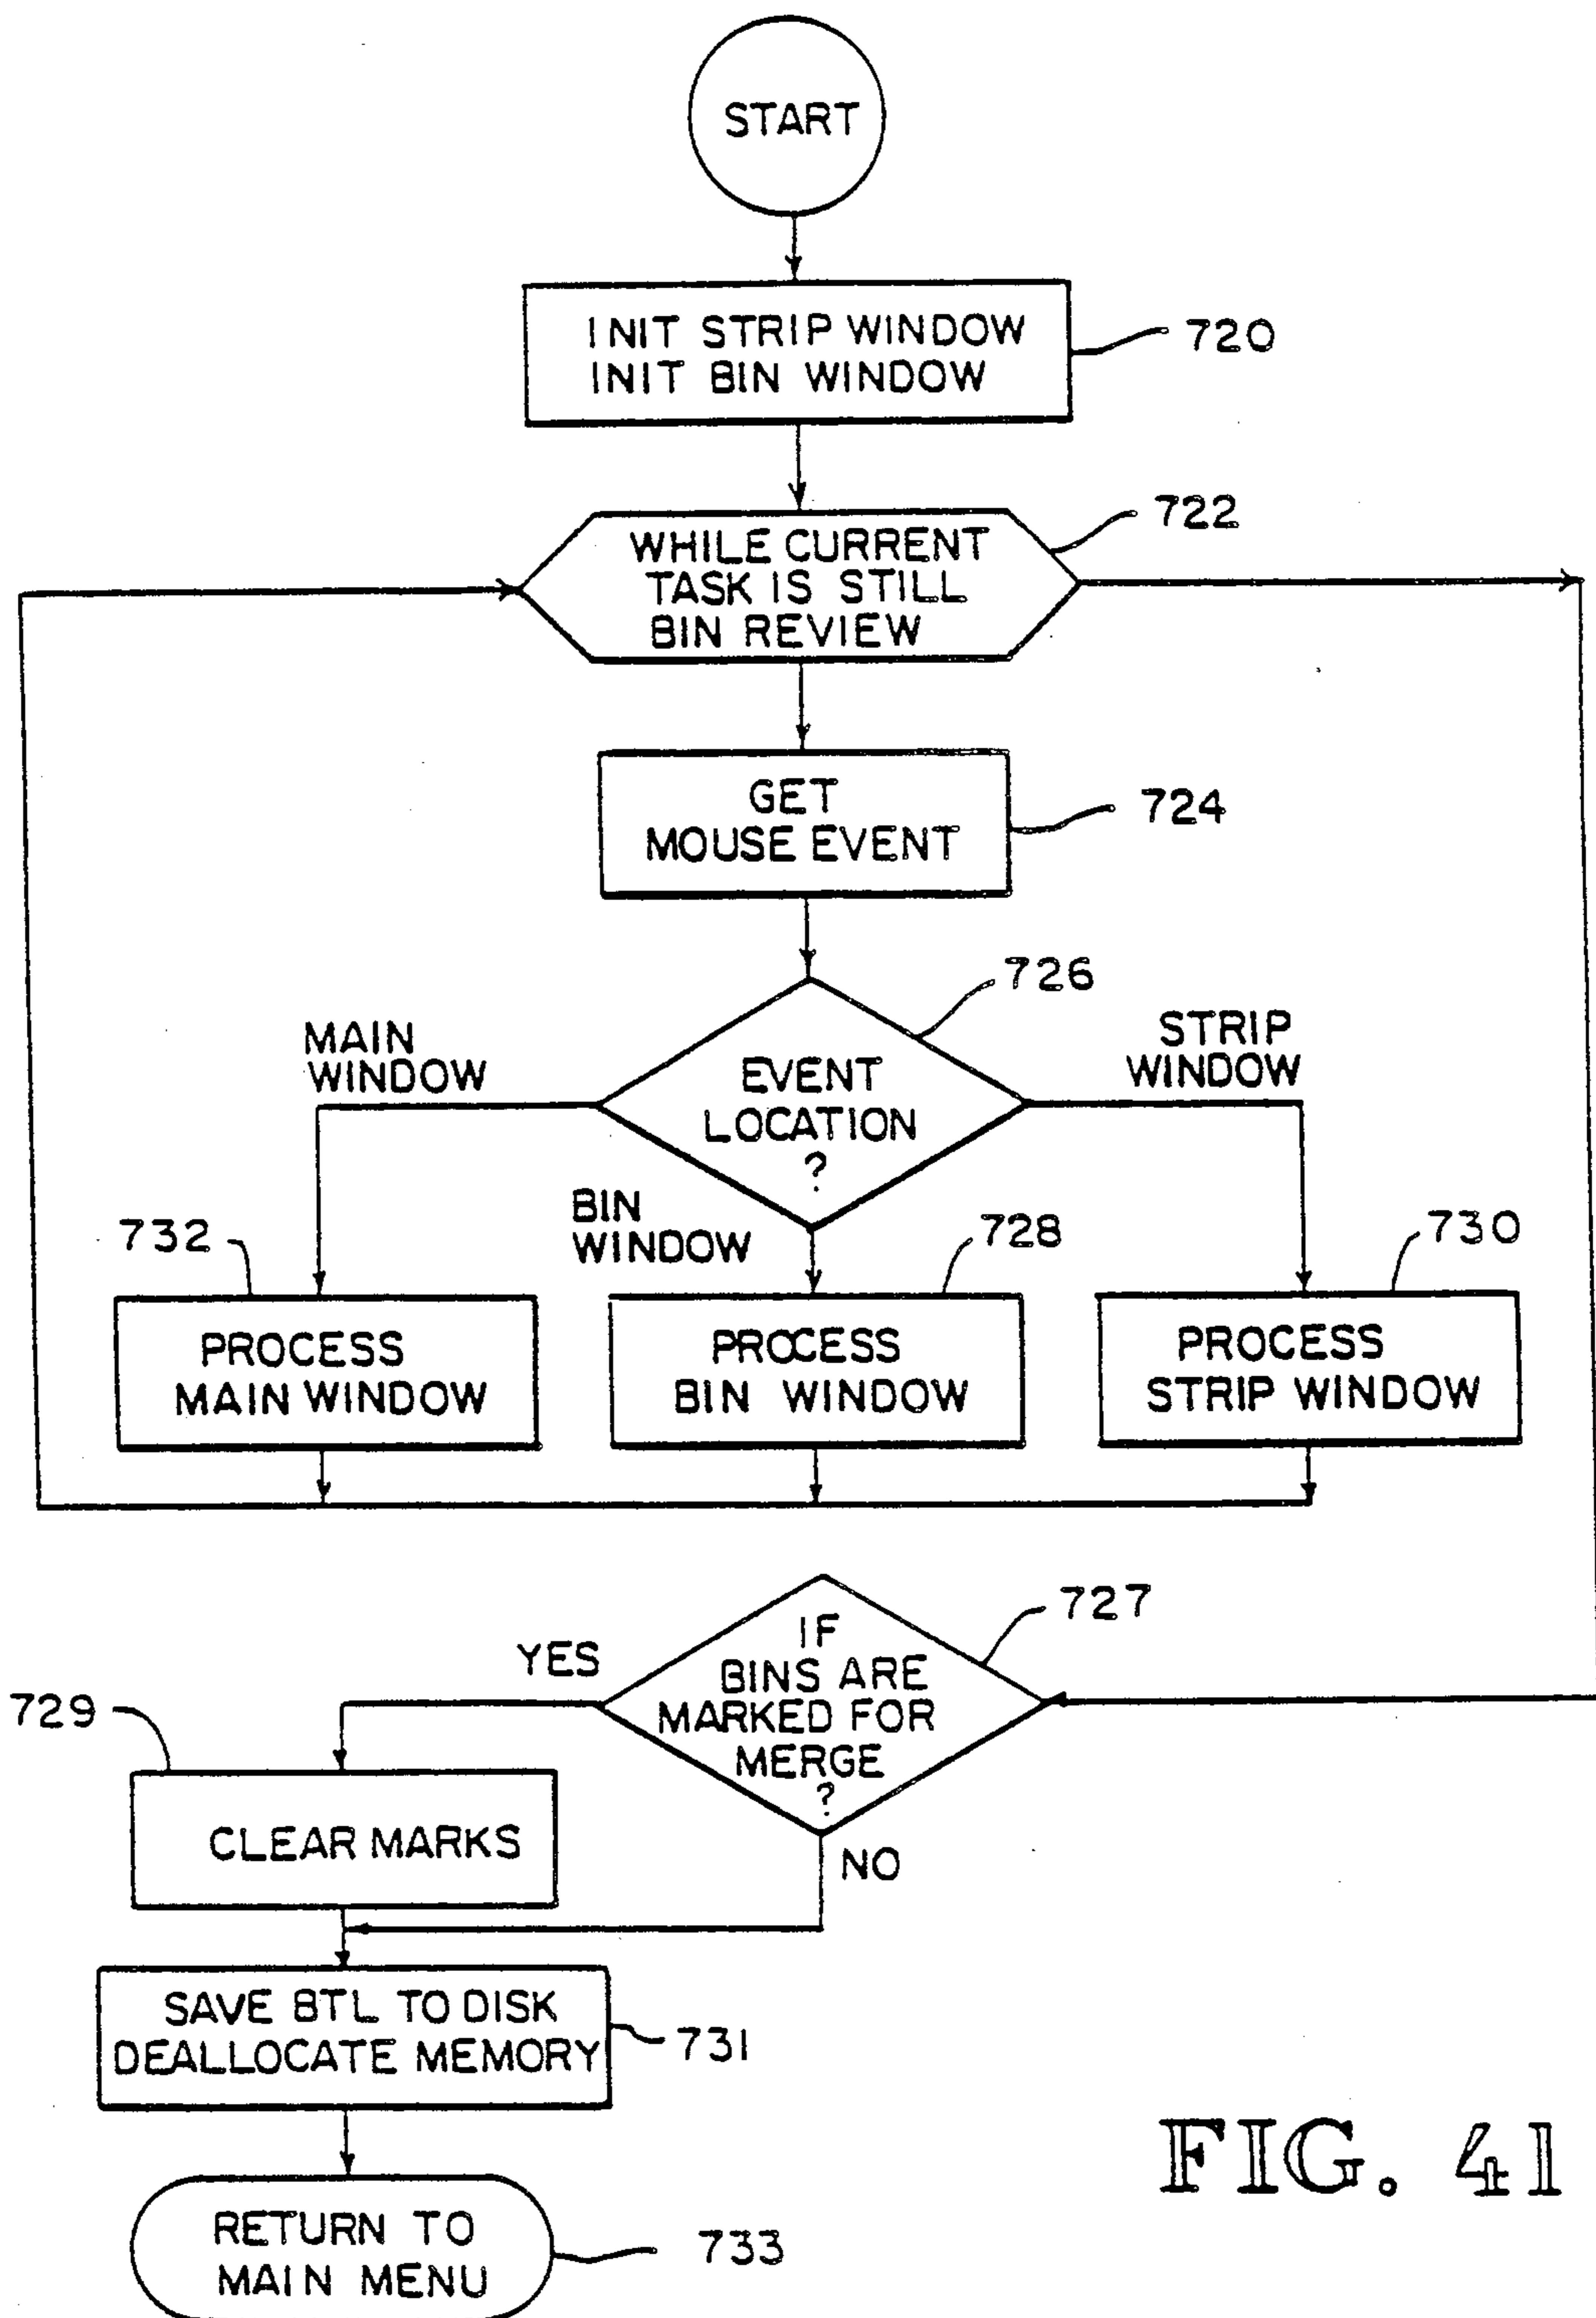 START
INIT STRIP WINDOW
INIT BIN WINDOW
720
WHILE CURRENT
TASK IS STILL
BIN REVIEW
722
GET
MOUSE EVENT
724
726
MAIN
WINDOW
EVENT
LOCATION
?
STRIP
WINDOW
BIN
WINDOW
732
728
730
PROCESS
MAIN WINDOW
PROCESS
BIN WINDOW
PROCESS
STRIP WINDOW
727
YES
IF
BINS ARE
MARKED FOR
MERGE
?
729
CLEAR MARKS
NO
SAVE BTL TO DISK
DEALLOCATE MEMORY
731
RETURN TO
MAIN MENU
733
FIG. 41